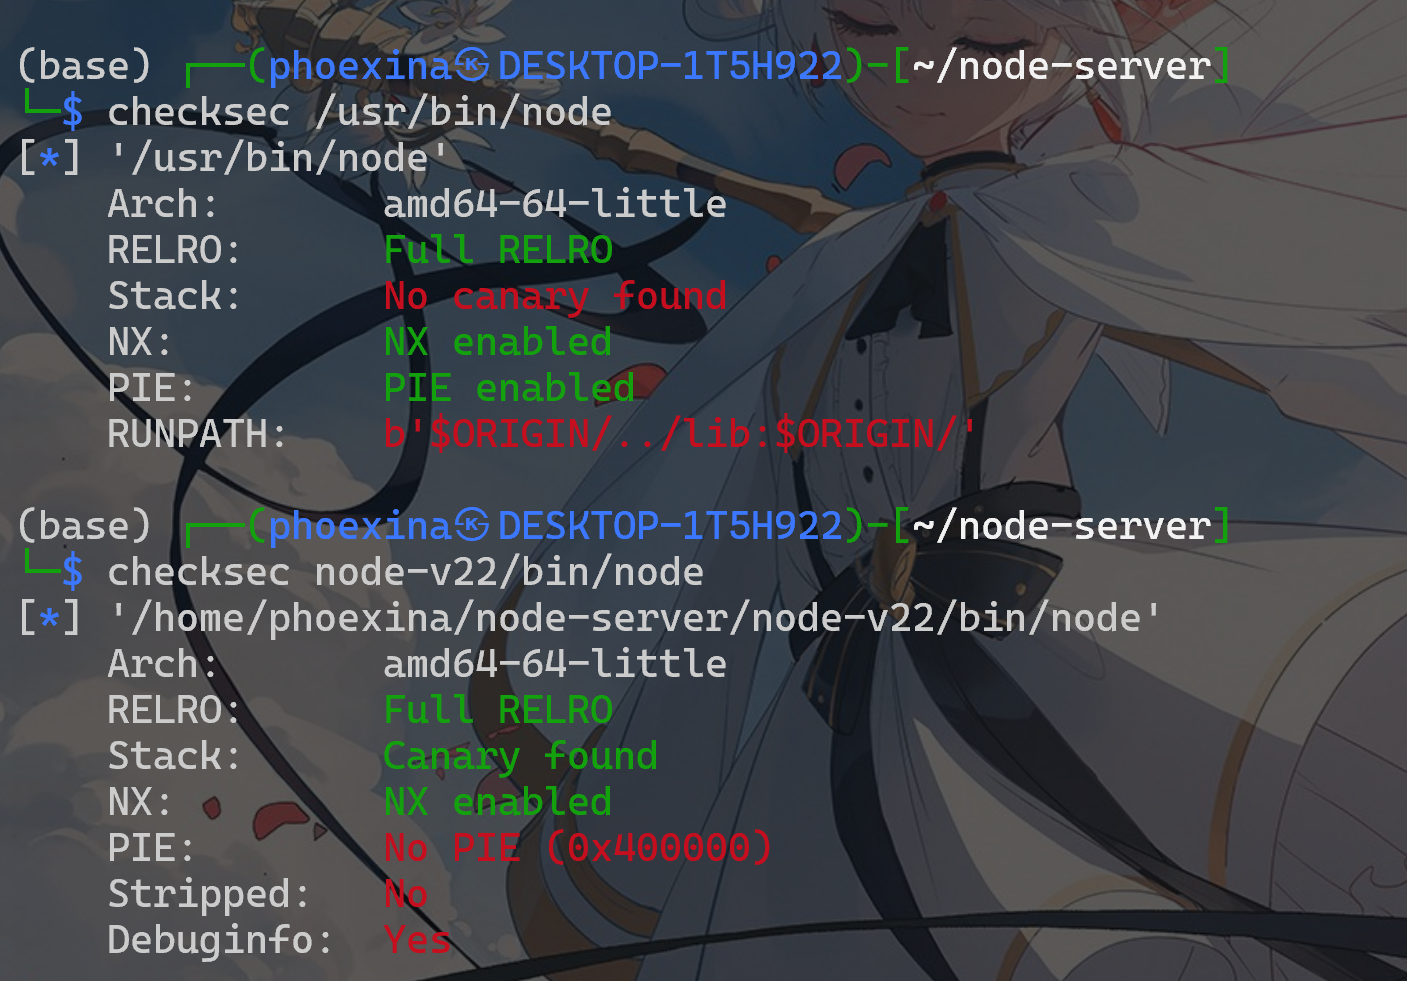 (base) ┌──(phoexina㉿DESKTOP-1T5H922)-[~/node-server]
└─$ checksec /usr/bin/node
[*] '/usr/bin/node'
    Arch:       amd64-64-little
    RELRO:      Full RELRO
    Stack:      No canary found
    NX:         NX enabled
    PIE:        PIE enabled
    RUNPATH:    b'$ORIGIN/../lib:$ORIGIN/'
(base) ┌──(phoexina㉿DESKTOP-1T5H922)-[~/node-server]
└─$ checksec node-v22/bin/node
[*] '/home/phoexina/node-server/node-v22/bin/node'
    Arch:       amd64-64-little
    RELRO:      Full RELRO
    Stack:      Canary found
    NX:         NX enabled
    PIE:        No PIE (0x400000)
    Stripped:   No
    Debuginfo:  Yes